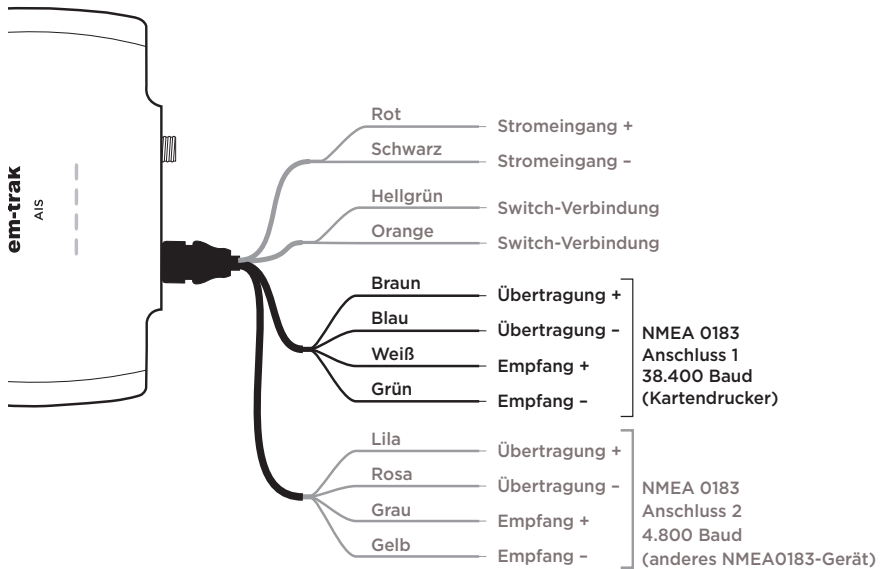 em-trak
AIS
Rot
Stromeingang +
Schwarz
Stromeingang –
Hellgrün
Switch-Verbindung
Orange
Switch-Verbindung
Braun
Übertragung +
Blau
Übertragung –
Weiß
Empfang +
Grün
Empfang –
NMEA 0183
Anschluss 1
38.400 Baud
(Kartendrucker)
Lila
Übertragung +
Rosa
Übertragung –
Grau
Empfang +
Gelb
Empfang –
NMEA 0183
Anschluss 2
4.800 Baud
(anderes NMEA0183-Gerät)